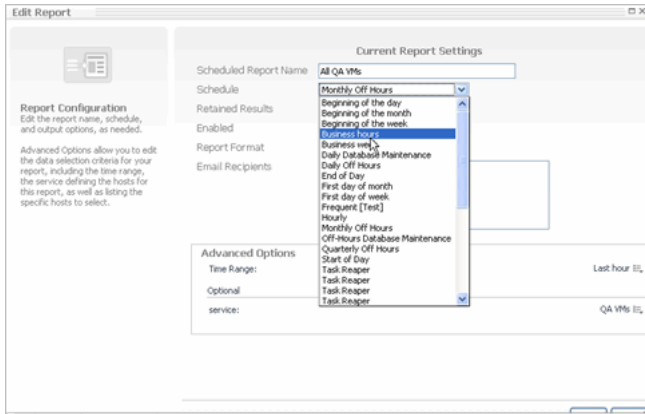 Edit Report
Report Configuration
Edit the report name, schedule,
and output options, as needed.
Advanced Options allow you to edit
the data selection criteria for your
report, including the time range,
the service defining the hosts for
this report, as well as listing the
specific hosts to select.
Current Report Settings
Scheduled Report Name All QA VMs
Schedule Monthly Off Hours
Retained Results
Enabled
Report Format
Email Recipients
Beginning of the day
Beginning of the month
Beginning of the week
Business hours
Business week
Daily Database Maintenance
Daily Off Hours
End of Day
First day of month
First day of week
Frequent [Test]
Hourly
Monthly Off Hours
Off-Hours Database Maintenance
Quarterly Off Hours
Start of Day
Task Reaper
Task Reaper
Task Reaper
Task Reaper
Advanced Options
Time Range: Last hour
Optional
service: QA VMs